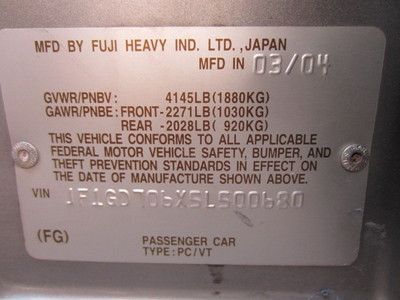 MFD BY FUJI HEAVY IND. LTD., JAPAN
MFD IN 03/04
GVWR/PNBV: 4145LB(1880KG)
GAWR/PNBE: FRONT-2271LB(1030KG)
REAR -2028LB( 920KG)
THIS VEHICLE CONFORMS TO ALL APPLICABLE
FEDERAL MOTOR VEHICLE SAFETY, BUMPER, AND
THEFT PREVENTION STANDARDS IN EFFECT ON
THE DATE OF MANUFACTURE SHOWN ABOVE.
VIN JF1GD706X5L500680
(FG) PASSENGER CAR
TYPE:PC/VT